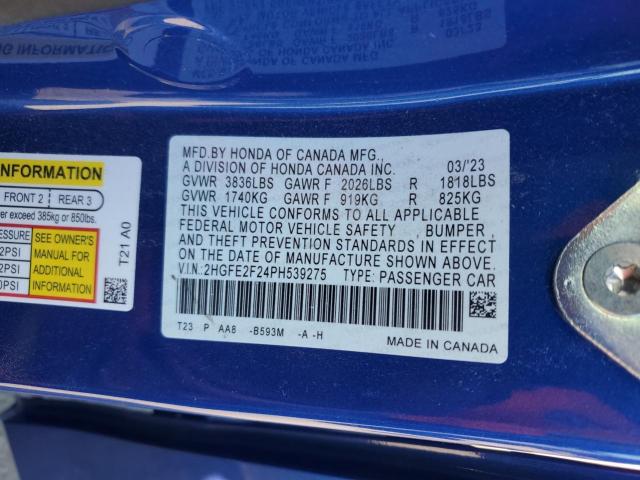 MFD.BY HONDA OF CANADA MFG.,
A DIVISION OF HONDA CANADA INC. 03/'23
GVWR 3836LBS GAWR F 2026LBS R 1818LBS
GVWR 1740KG GAWR F 919KG R 825KG
THIS VEHICLE CONFORMS TO ALL APPLICABLE
FEDERAL MOTOR VEHICLE SAFETY BUMPER
AND THEFT PREVENTION STANDARDS IN EFFECT
ON THE DATE OF MANUFACTURE SHOWN ABOVE.
V.I.N.:2HGFE2F24PH539275 TYPE: PASSENGER CAR
T23 P AA8 -B593M -A -H
MADE IN CANADA
INFORMATION
FRONT 2 REAR 3
exceed 385kg or 850lbs.
SEE OWNER'S
MANUAL FOR
ADDITIONAL
INFORMATION
T21 A0